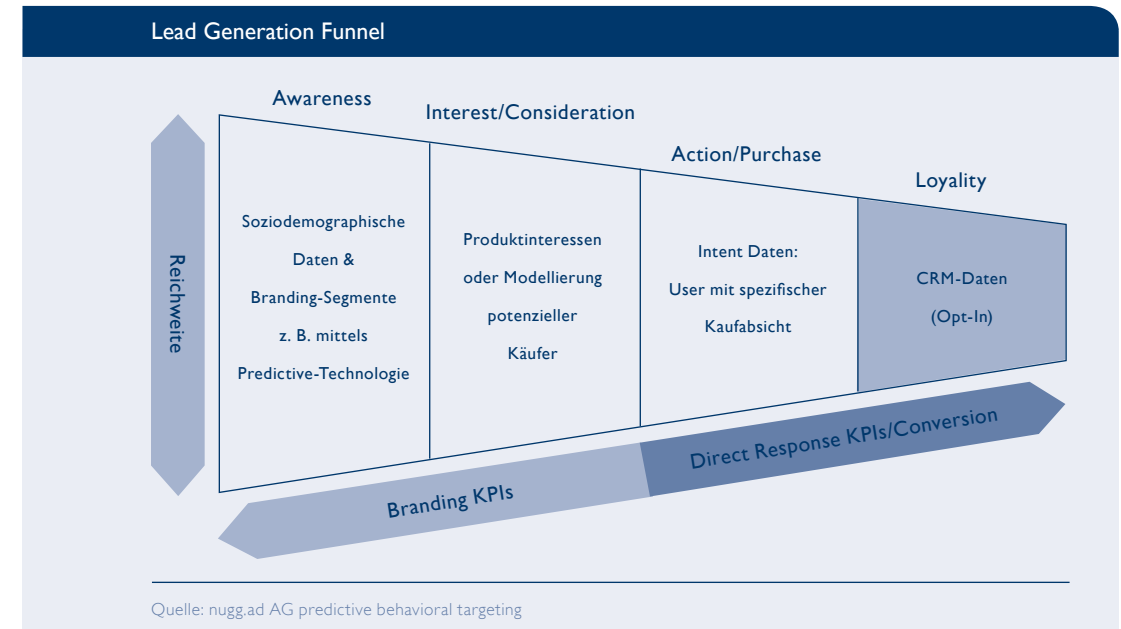 Lead Generation Funnel
Awareness
Interest/Consideration
Action/Purchase
Loyality
Reichweite
Soziodemographische
Daten &
Branding-Segmente
z. B. mittels
Predictive-Technologie
Produktinteressen
oder Modellierung
potenzieller
Käufer
Intent Daten:
User mit spezifischer
Kaufabsicht
CRM-Daten
(Opt-In)
Branding KPIs
Direct Response KPIs/Conversion
Quelle: nugg.ad AG predictive behavioral targeting